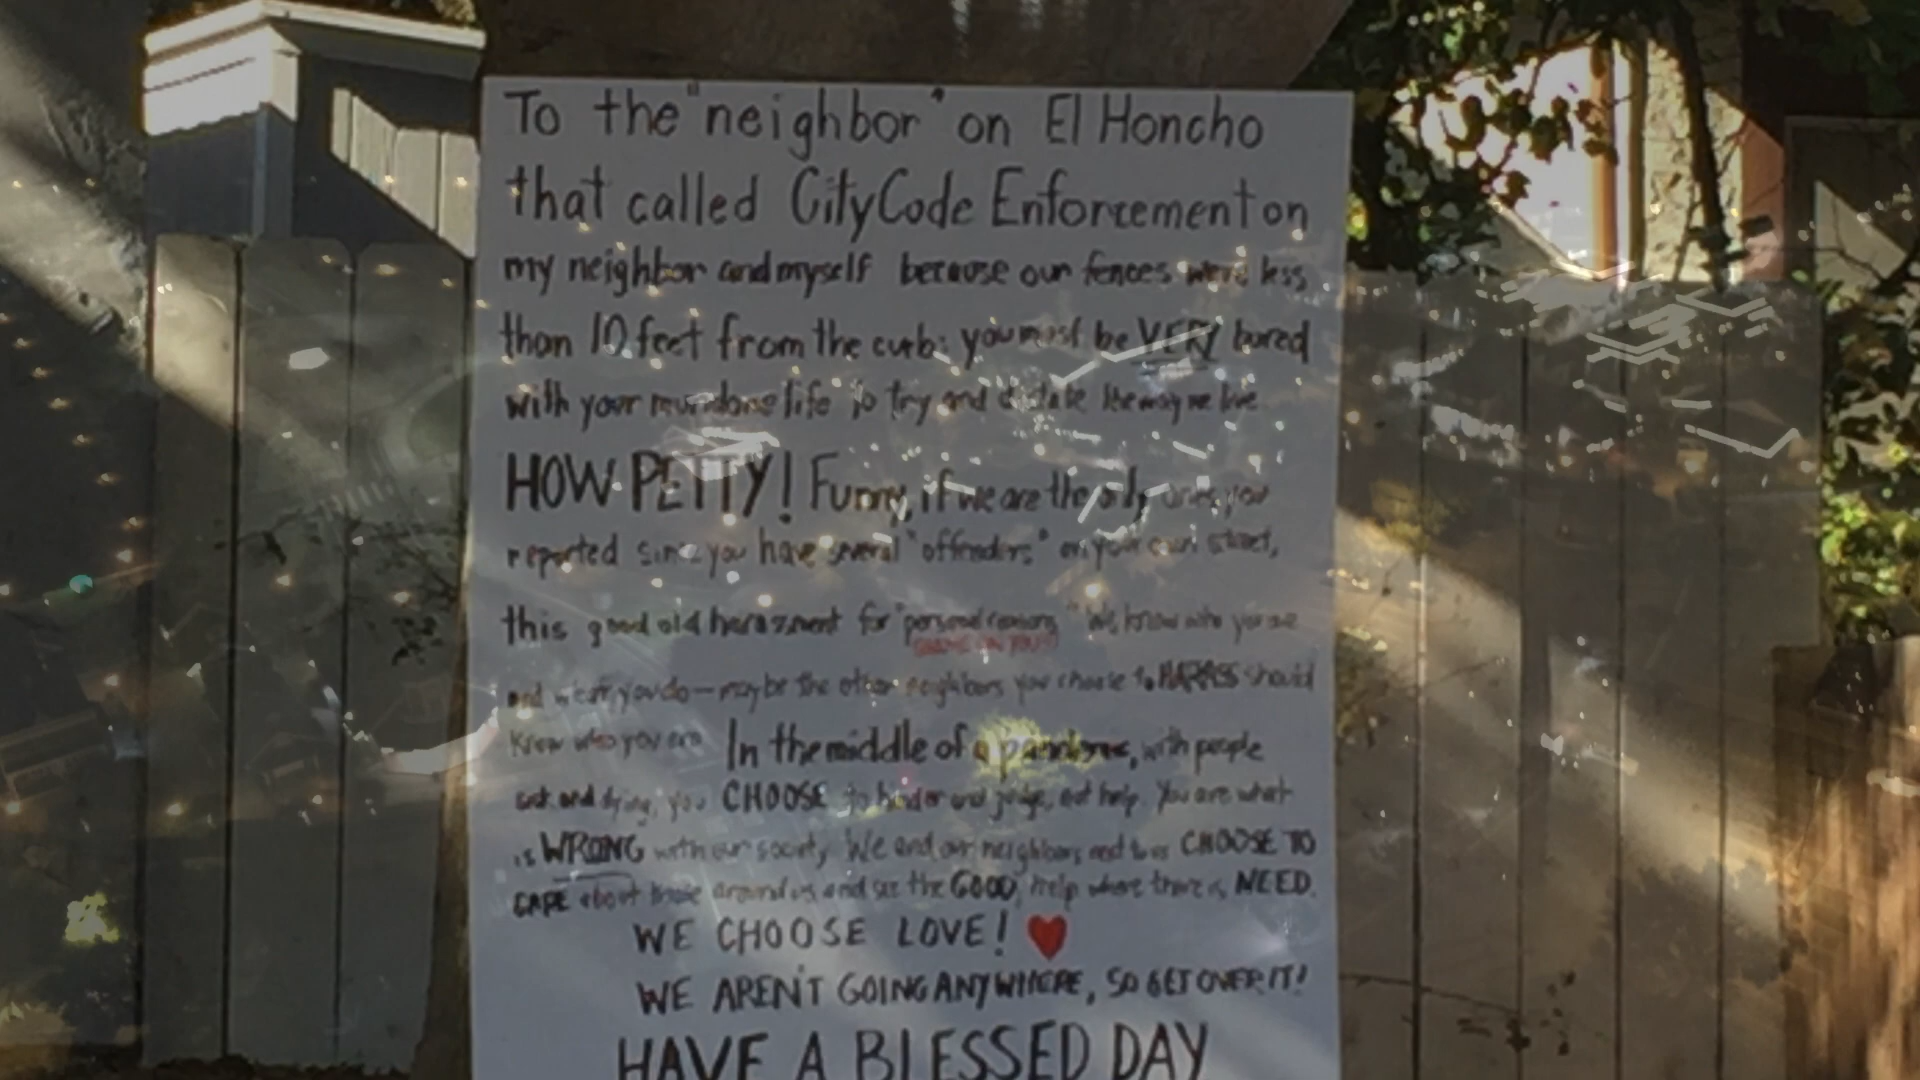 To the "neighbor" on El Honcho
that called City Code Enforcement on
my neighbor and myself because our fences were less
than 10 feet from the curb: you must be VERY bored
with your mundane life to try and dictate the way we live.
HOW PETTY! Funny, if we are the only ones you
reported since you have several "offenders" on your own street,
this good old harassment for "personal reasons"
SHAME ON YOU!!
We know who you are
and what you do — maybe the other neighbors you choose to HARASS should
know who you are In the middle of a pandemic, with people
sick and dying, you CHOOSE to hinder and judge, not help. You are what
is WRONG with our society. We and our neighbors CHOOSE TO
CARE about those around us and see the GOOD, help where there is NEED.
WE CHOOSE LOVE! ♥
WE AREN'T GOING ANYWHERE, SO GET OVER IT!
HAVE A BLESSED DAY